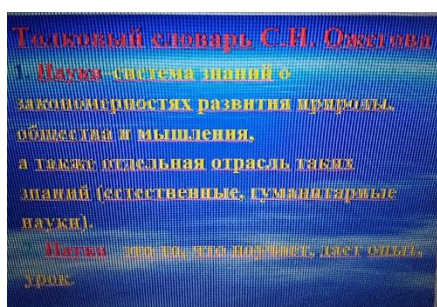 Толковый словарь С.Н. Ожегова
1. Наука-система знаний о
закономерностях развития природы,
общества и мышления,
а также отдельная отрасль таких
знаний (естественные, гуманитарные
науки).
Наука это то, что поучает, дает опыт,
урок.